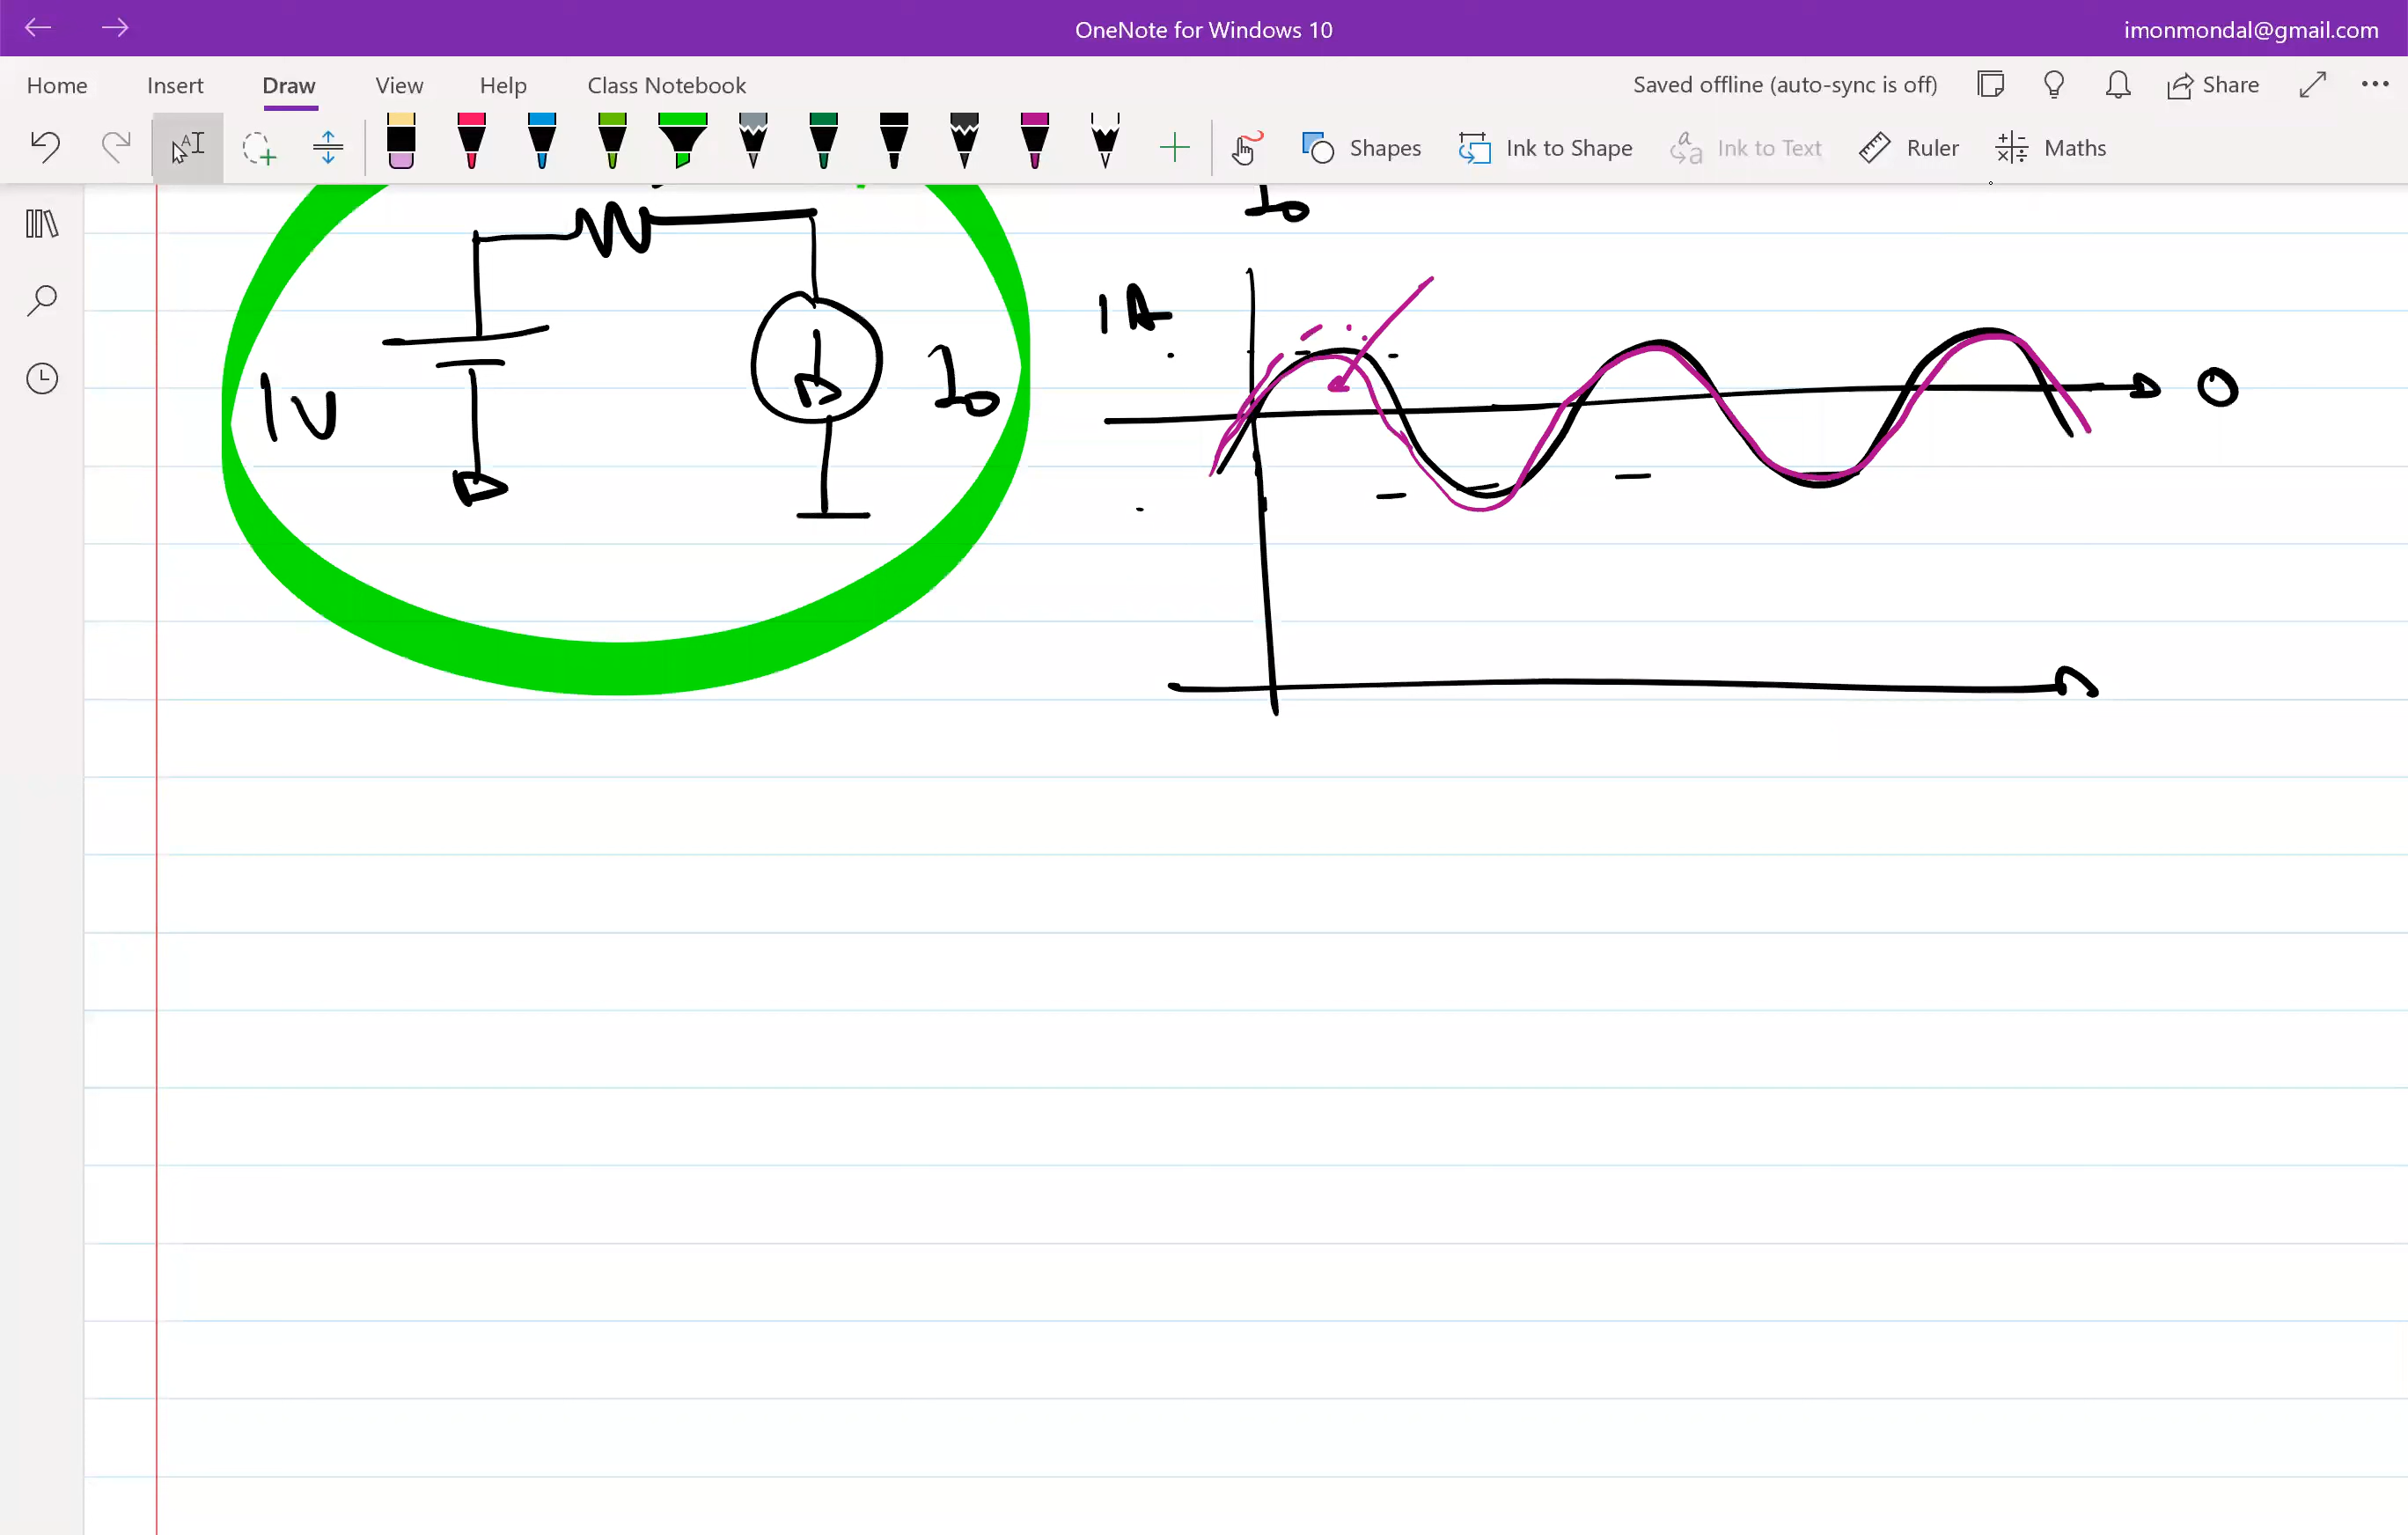 OneNote for Windows 10
imonmondal@gmail.com
Home Insert Draw View Help Class Notebook
Saved offline (auto-sync is off) Share
Shapes Ink to Shape Ink to Text Ruler Maths
I₀
1A
1V
I₀
0